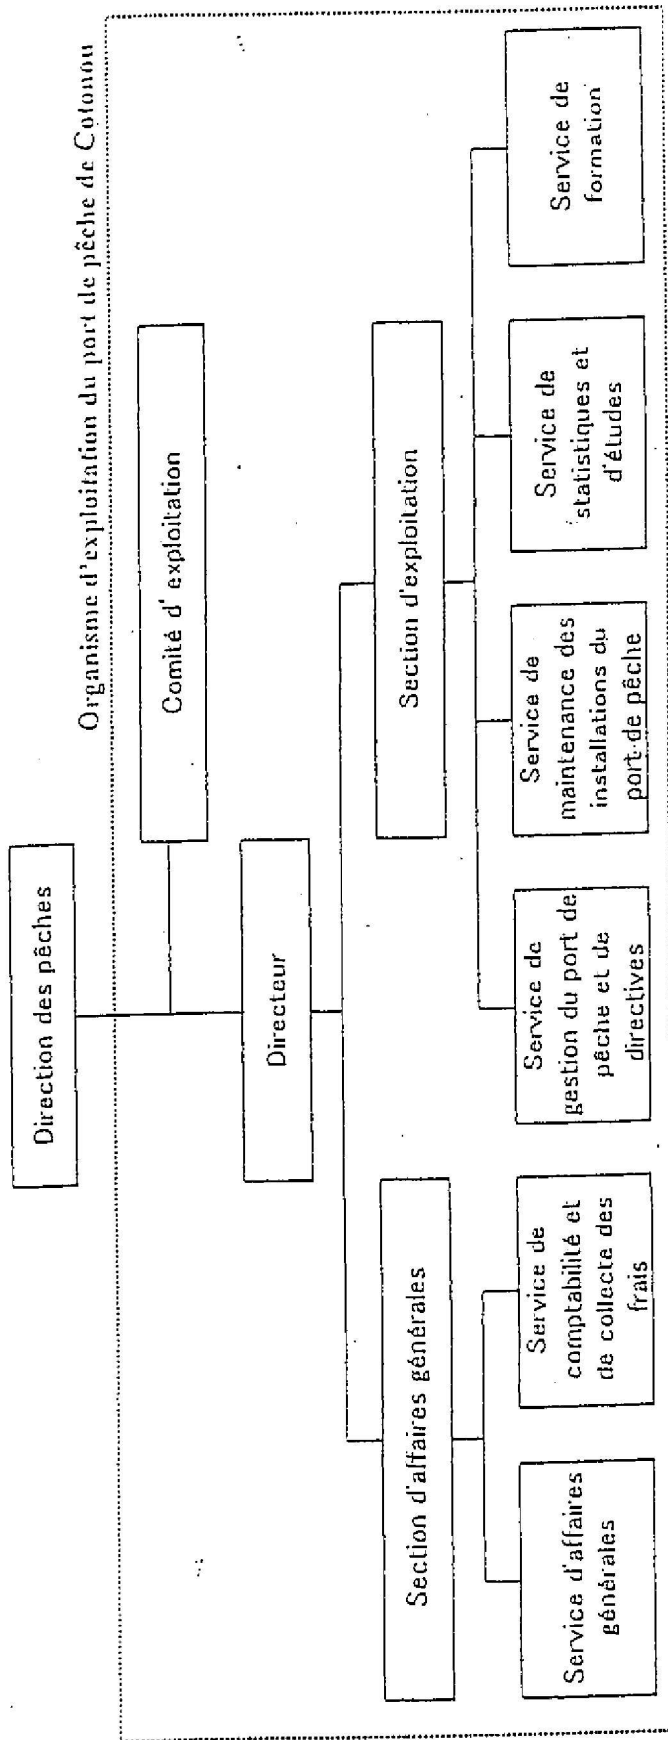 Direction des pêches
Organisme d'exploitation du port de pêche de Cotonou
Comité d'exploitation
Directeur
Section d'affaires générales
Section d'exploitation
Service d'affaires
générales
Service de
comptabilité et
de collecte des
frais
Service de
gestion du port de
pêche et de
directives
Service de
maintenance des
installations du
port de pêche
Service de
statistiques et
d'études
Service de
formation